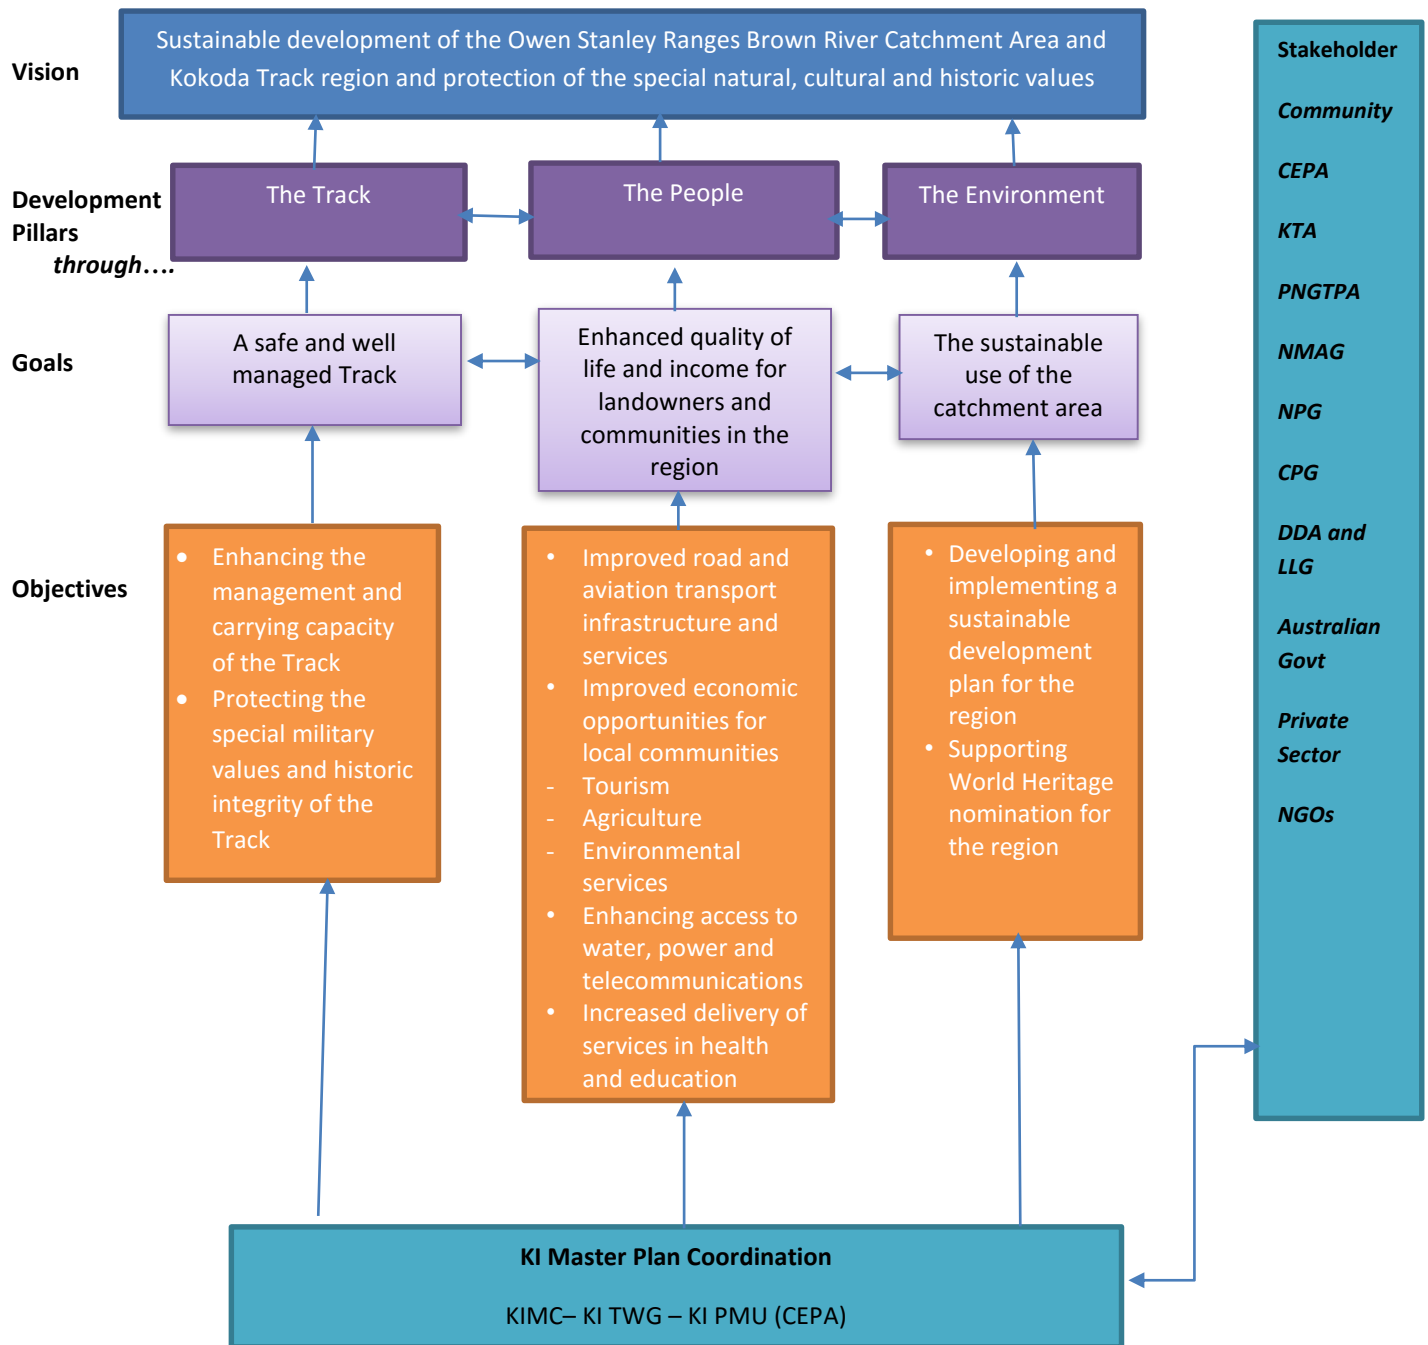 Vision
Sustainable development of the Owen Stanley Ranges Brown River Catchment Area and
Kokoda Track region and protection of the special natural, cultural and historic values
Development
Pillars
through….
The Track
The People
The Environment
Goals
A safe and well
managed Track
Enhanced quality of
life and income for
landowners and
communities in the
region
The sustainable
use of the
catchment area
Objectives
● Enhancing the
management and
carrying capacity
of the Track
● Protecting the
special military
values and historic
integrity of the
Track
• Improved road and
aviation transport
infrastructure and
services
• Improved economic
opportunities for
local communities
- Tourism
- Agriculture
- Environmental
services
• Enhancing access to
water, power and
telecommunications
• Increased delivery of
services in health
and education
• Developing and
implementing a
sustainable
development
plan for the
region
• Supporting
World Heritage
nomination for
the region
KI Master Plan Coordination
KIMC– KI TWG – KI PMU (CEPA)
Stakeholder
Community
CEPA
KTA
PNGTPA
NMAG
NPG
CPG
DDA and
LLG
Australian
Govt
Private
Sector
NGOs